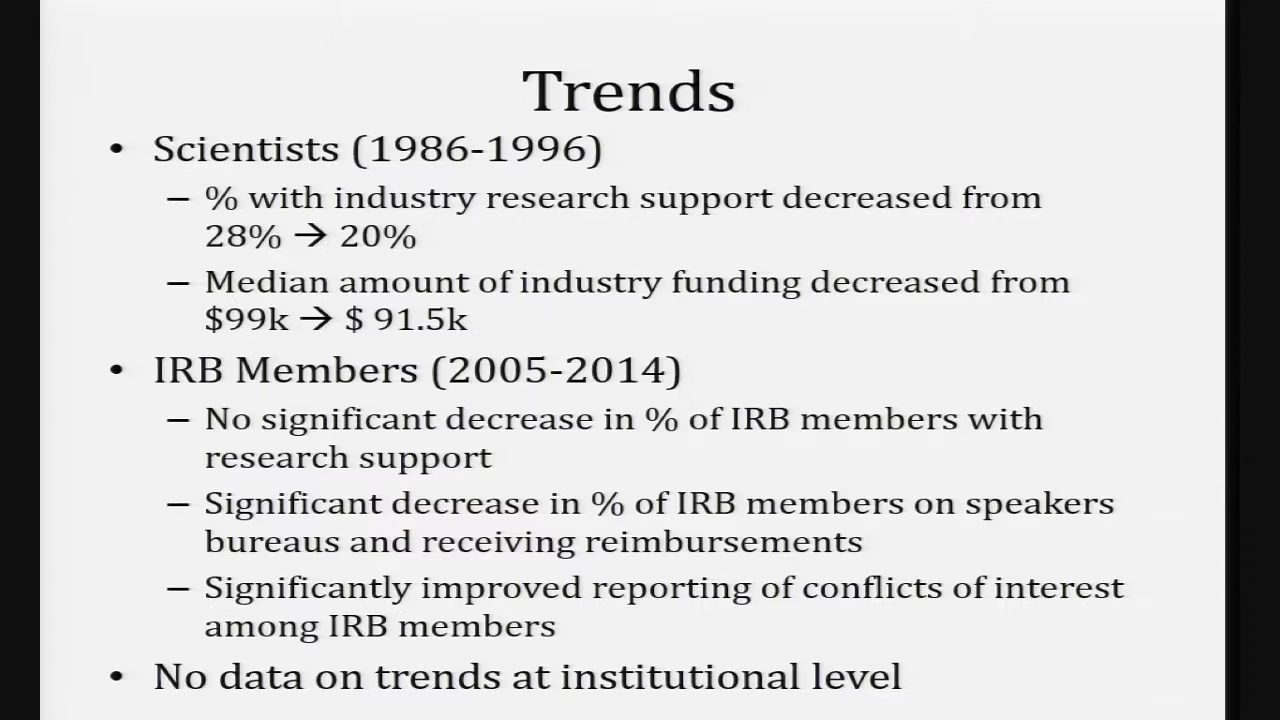 Trends
• Scientists (1986-1996)
– % with industry research support decreased from
28% → 20%
– Median amount of industry funding decreased from
$99k → $ 91.5k
• IRB Members (2005-2014)
– No significant decrease in % of IRB members with
research support
– Significant decrease in % of IRB members on speakers
bureaus and receiving reimbursements
– Significantly improved reporting of conflicts of interest
among IRB members
• No data on trends at institutional level